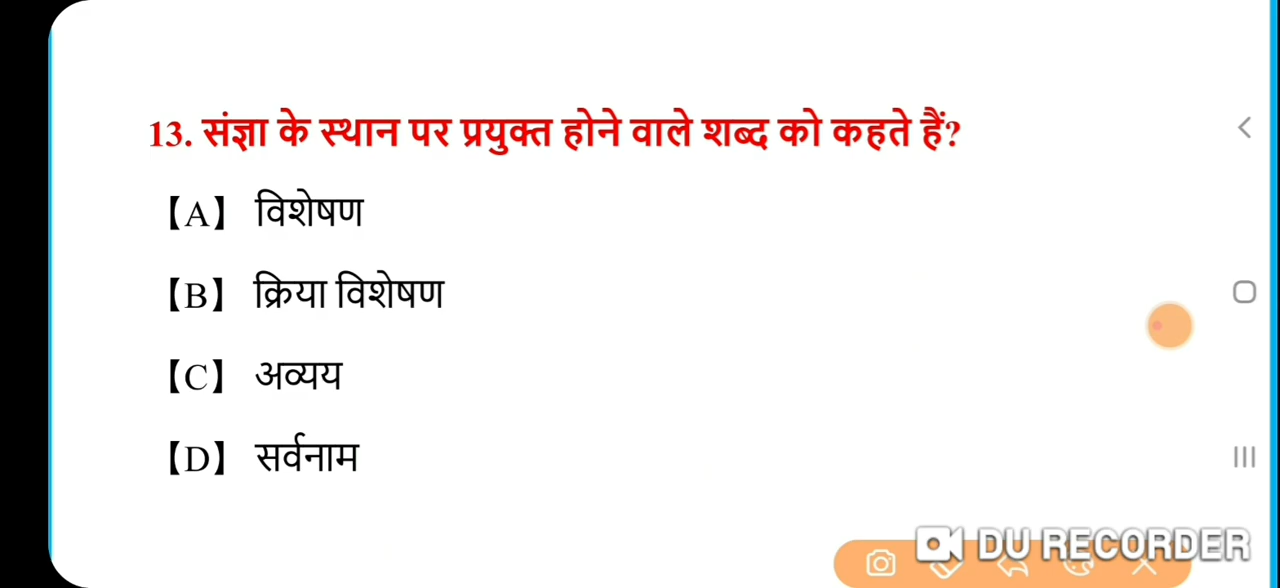 13. संज्ञा के स्थान पर प्रयुक्त होने वाले शब्द को कहते हैं?
【A】 विशेषण
【B】 क्रिया विशेषण
【C】 अव्यय
【D】 सर्वनाम
DU RECORDER